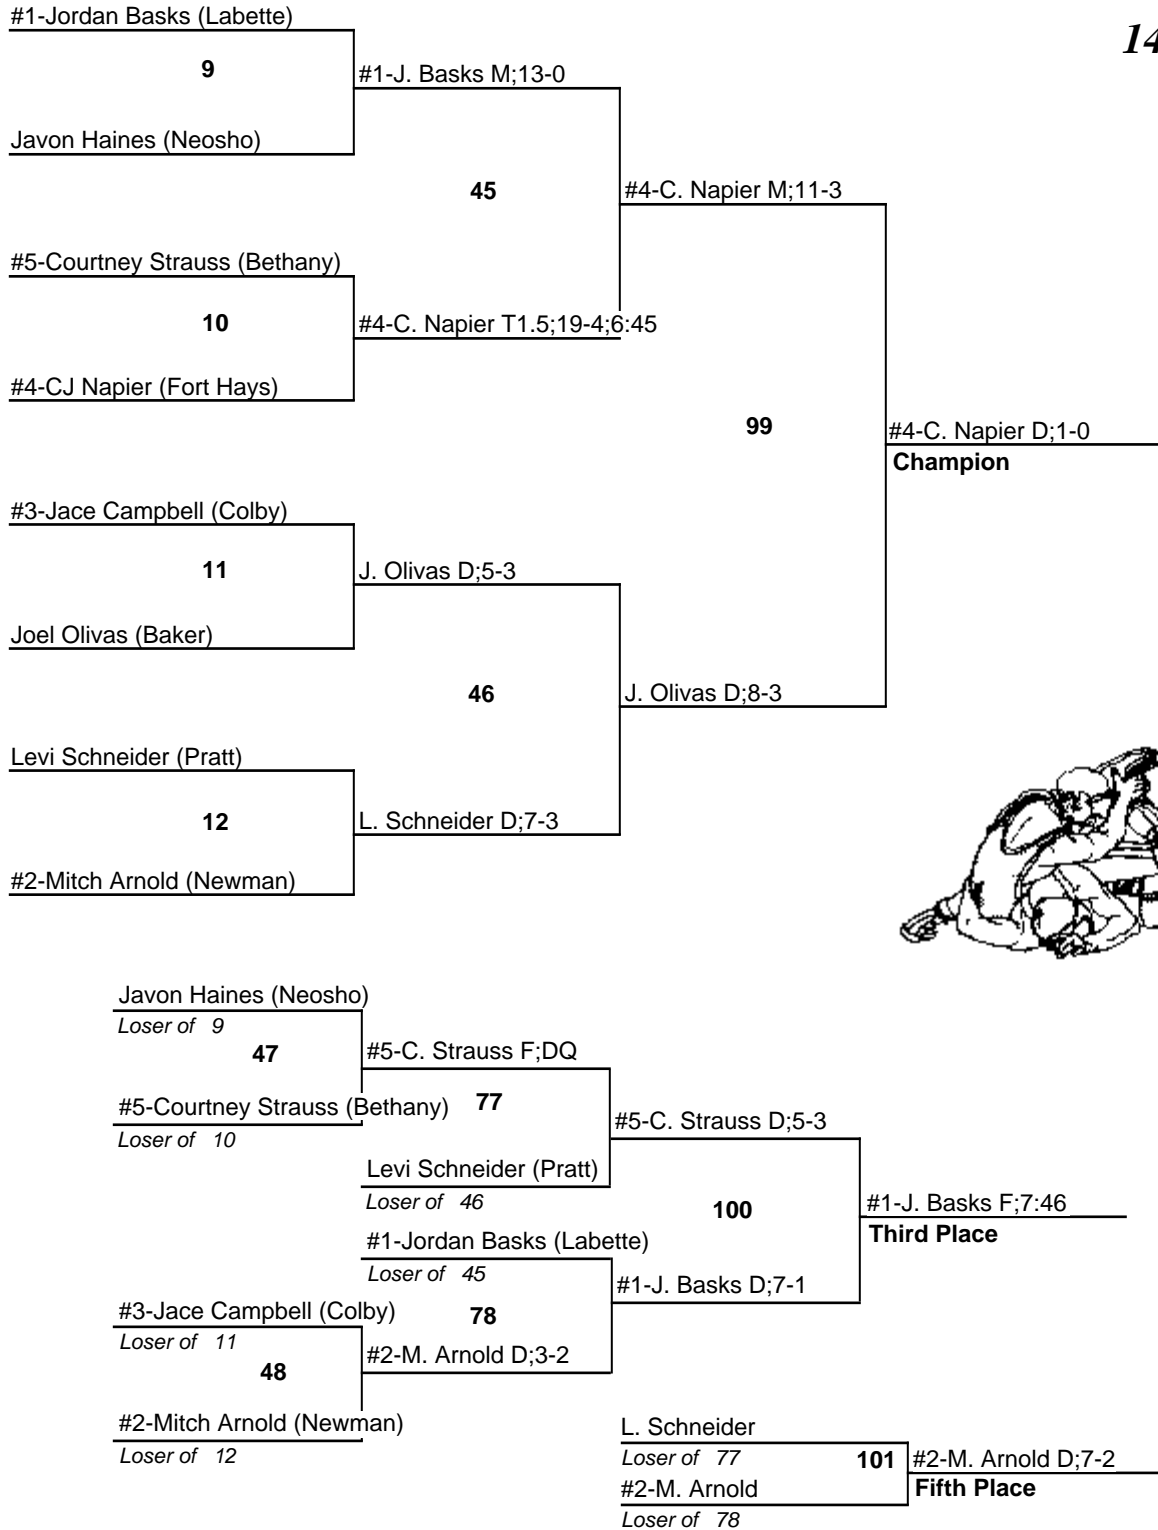 #1-Jordan Basks (Labette)
14
9
#1-J. Basks M;13-0
Javon Haines (Neosho)
45
#4-C. Napier M;11-3
#5-Courtney Strauss (Bethany)
10
#4-C. Napier T1.5;19-4;6:45
#4-CJ Napier (Fort Hays)
99
#4-C. Napier D;1-0
Champion
#3-Jace Campbell (Colby)
11
J. Olivas D;5-3
Joel Olivas (Baker)
46
J. Olivas D;8-3
Levi Schneider (Pratt)
12
L. Schneider D;7-3
#2-Mitch Arnold (Newman)
Javon Haines (Neosho)
Loser of 9
47
#5-C. Strauss F;DQ
#5-Courtney Strauss (Bethany)
77
Loser of 10
#5-C. Strauss D;5-3
Levi Schneider (Pratt)
Loser of 46
100
#1-J. Basks F;7:46
Third Place
#1-Jordan Basks (Labette)
Loser of 45
#1-J. Basks D;7-1
#3-Jace Campbell (Colby)
78
Loser of 11
#2-M. Arnold D;3-2
48
#2-Mitch Arnold (Newman)
Loser of 12
L. Schneider
Loser of 77
101
#2-M. Arnold D;7-2
#2-M. Arnold
Fifth Place
Loser of 78